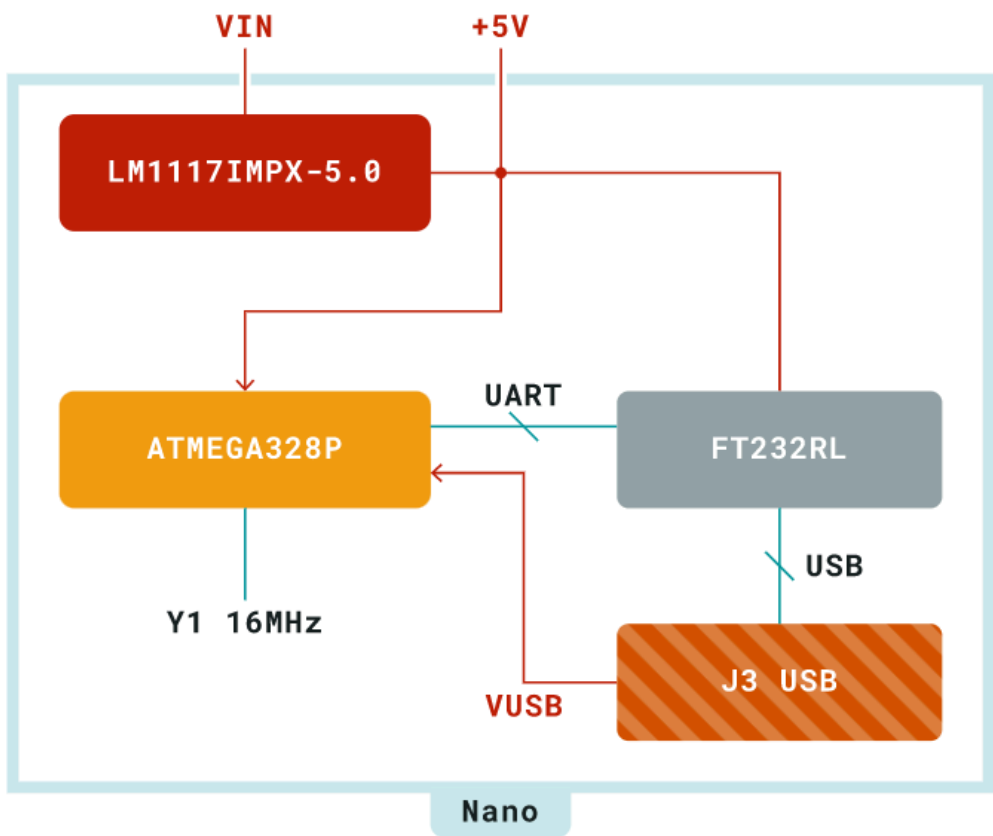 VIN
+5V
LM1117IMPX-5.0
UART
ATMEGA328P
FT232RL
USB
Y1 16MHz
J3 USB
VUSB
Nano